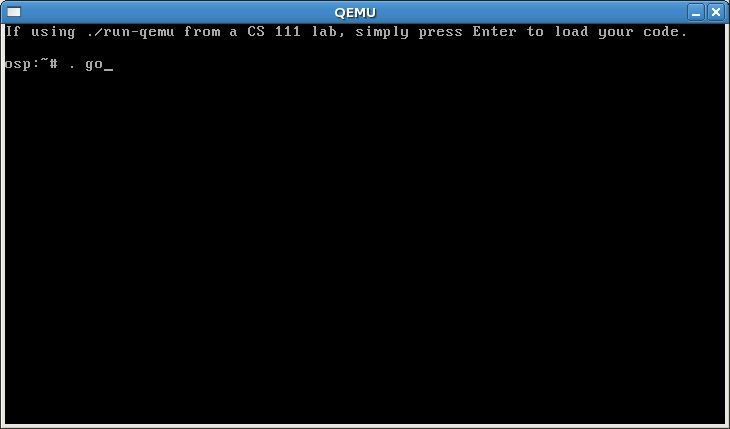 QEMU
If using ./run-qemu from a CS 111 lab, simply press Enter to load your code.
osp:~# . go_